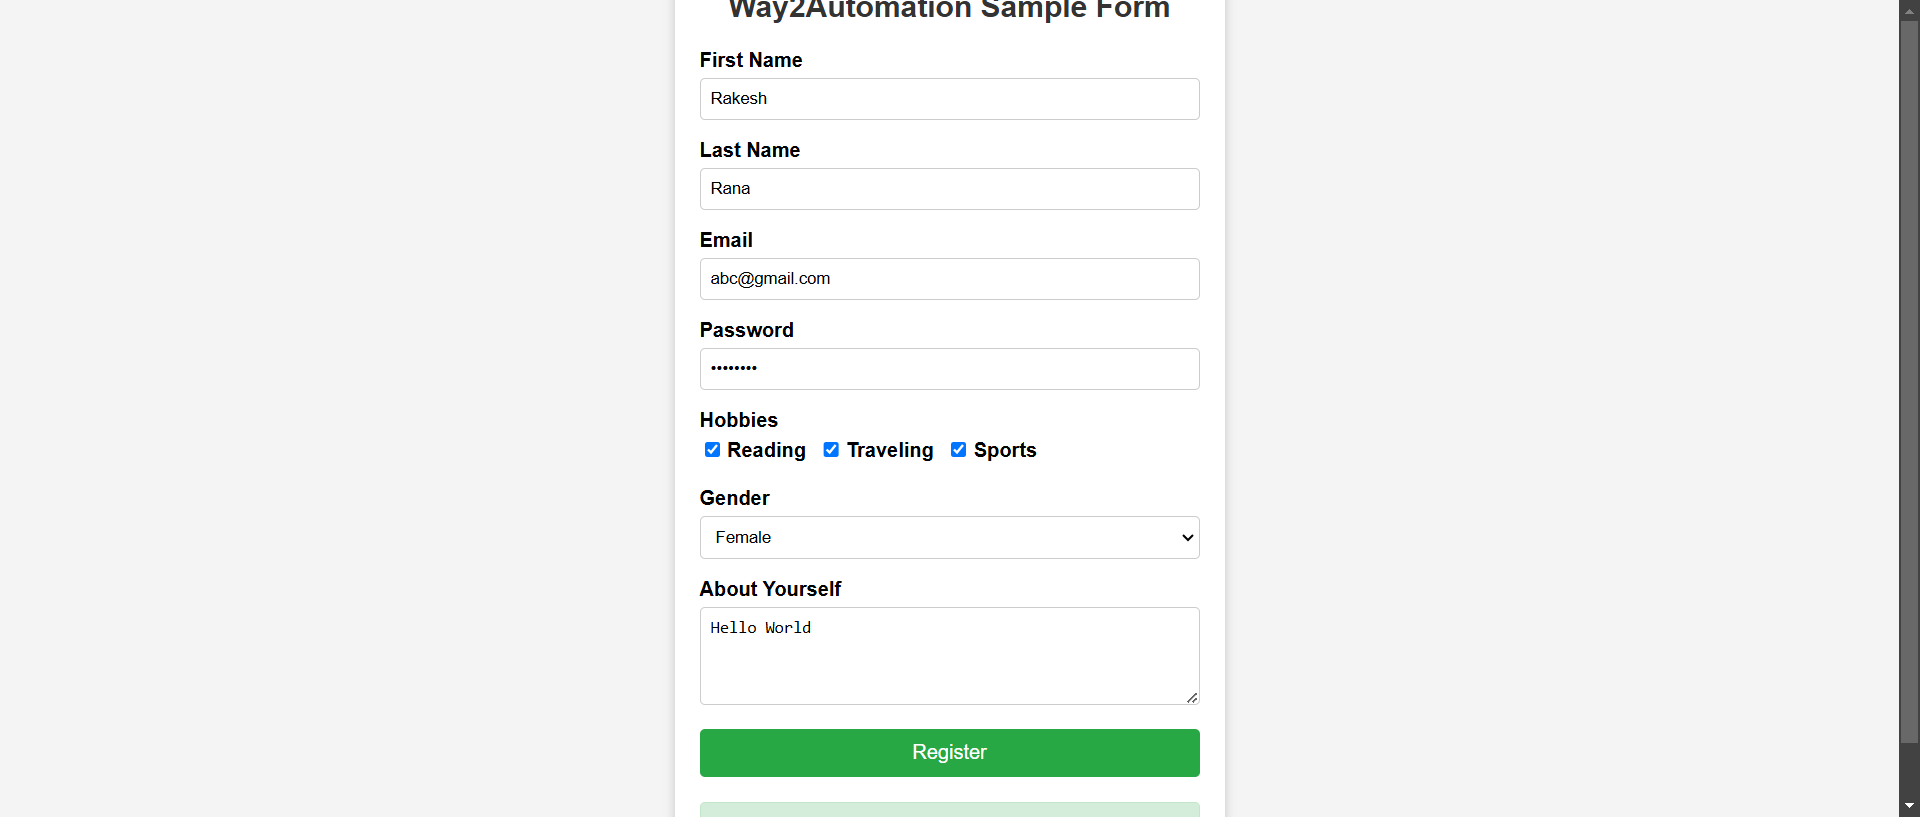 Way2Automation Sample Form
First Name
Rakesh
Last Name
Rana
Email
abc@gmail.com
Password
••••••••
Hobbies
Reading Traveling Sports
Gender
Female
About Yourself
Hello World
Register